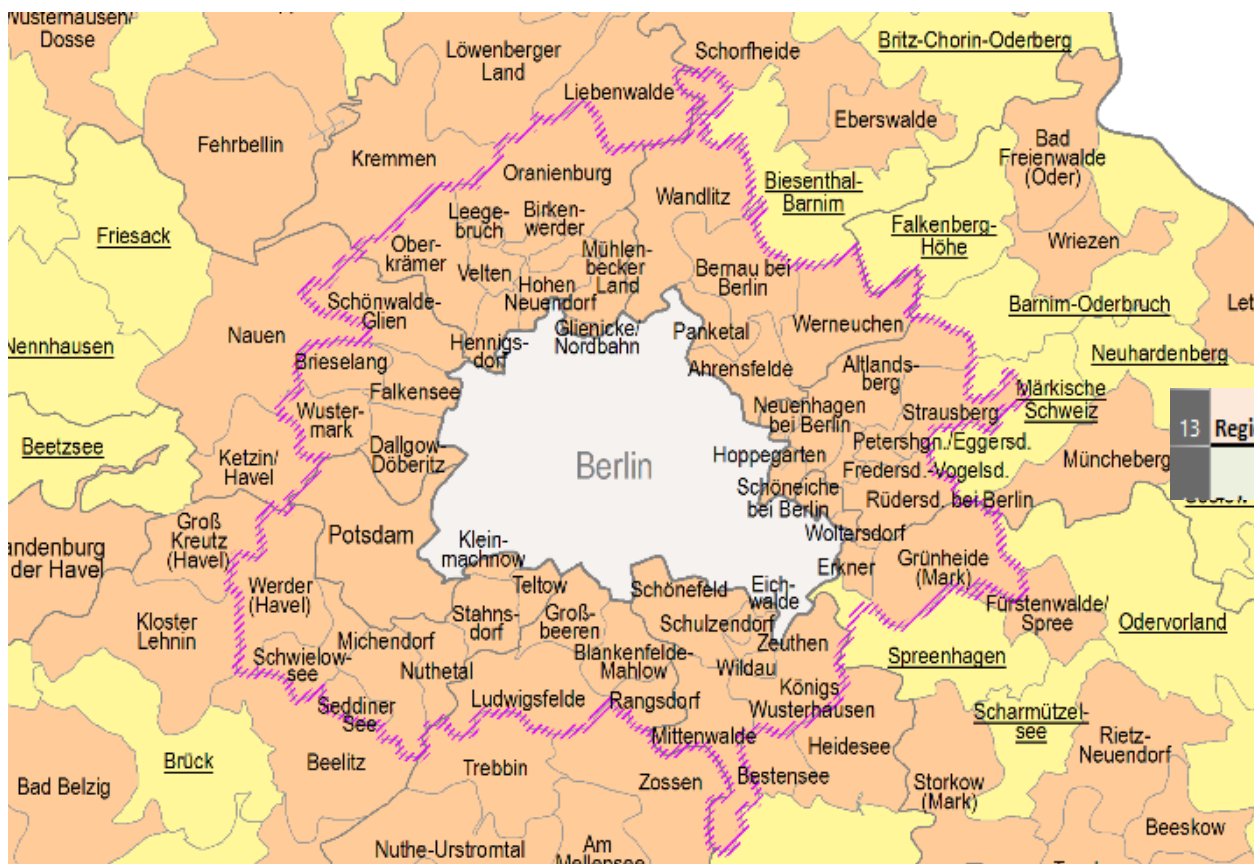 Wusterhausen/
Dosse
Löwenberger
Land
Schorfheide
Britz-Chorin-Oderberg
Liebenwalde
Eberswalde
Fehrbellin
Kremmen
Bad
Freienwalde
(Oder)
Oranienburg
Wandlitz
Biesenthal-
Barnim
Friesack
Leege-
bruch
Birken-
werder
Falkenberg-
Höhe
Wriezen
Ober-
krämer
Velten
Mühlen-
becker
Land
Bernau bei
Berlin
Hohen
Neuendorf
Schönwalde-
Glien
Barnim-Oderbruch
Let
Nauen
Glienicke/
Nordbahn
Panketal
Werneuchen
Nennhausen
Hennigs-
dorf
Neuhardenberg
Brieselang
Ahrensfelde
Altlands-
berg
Falkensee
Märkische
Schweiz
Wuster-
mark
Neuenhagen
bei Berlin
Strausberg
13 Regi
Beetzsee
Dallgow-
Döberitz
Petershgn./Eggersd.
Ketzin/
Havel
Berlin
Hoppegarten
Fredersd.-Vogelsd.
Müncheberg
Schöneiche
bei Berlin
Rüdersd. bei Berlin
Groß
Kreutz
(Havel)
Potsdam
Woltersdorf
andenburg
der Havel
Klein-
machnow
Erkner
Grünheide
(Mark)
Werder
(Havel)
Teltow
Schönefeld
Eich-
walde
Fürstenwalde/
Spree
Kloster
Lehnin
Stahns-
dorf
Groß-
beeren
Schulzendorf
Odervorland
Michendorf
Zeuthen
Schwielow-
see
Nuthetal
Blankenfelde-
Mahlow
Wildau
Spreenhagen
Seddiner
See
Ludwigsfelde
Rangsdorf
Königs
Wusterhausen
Scharmützel-
see
Mittenwalde
Heidesee
Rietz-
Neuendorf
Brück
Beelitz
Trebbin
Zossen
Bestensee
Storkow
(Mark)
Bad Belzig
Beeskow
Nuthe-Urstromtal
Am
Mellensee